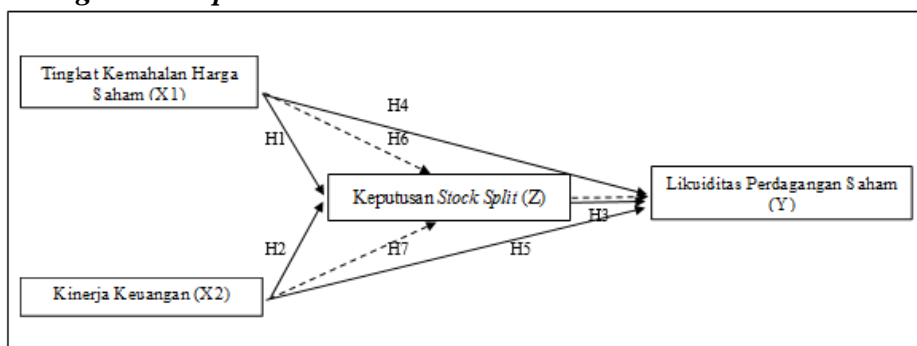 Tingkat Kemahalan Harga
Saham (X1)
H4
H6
H1
Keputusan Stock Split (Z)
Likuiditas Perdagangan Saham
(Y)
H3
H2
H7
H5
Kinerja Keuangan (X2)